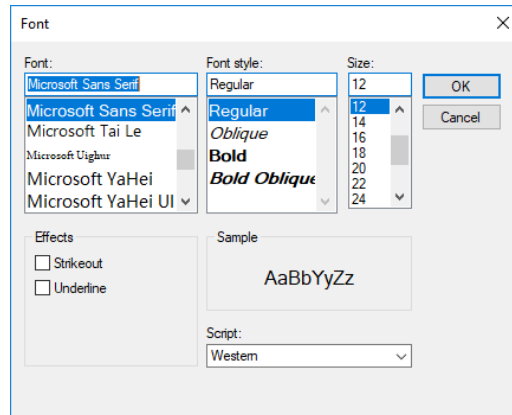 Font
Font:
Microsoft Sans Serif
Microsoft Sans Serif
Microsoft Tai Le
Microsoft Uighur
Microsoft YaHei
Microsoft YaHei UI
Font style:
Regular
Regular
Oblique
Bold
Bold Oblique
Size:
12
12
14
16
18
20
22
24
OK
Cancel
Effects
Strikeout
Underline
Sample
AaBbYyZz
Script:
Western